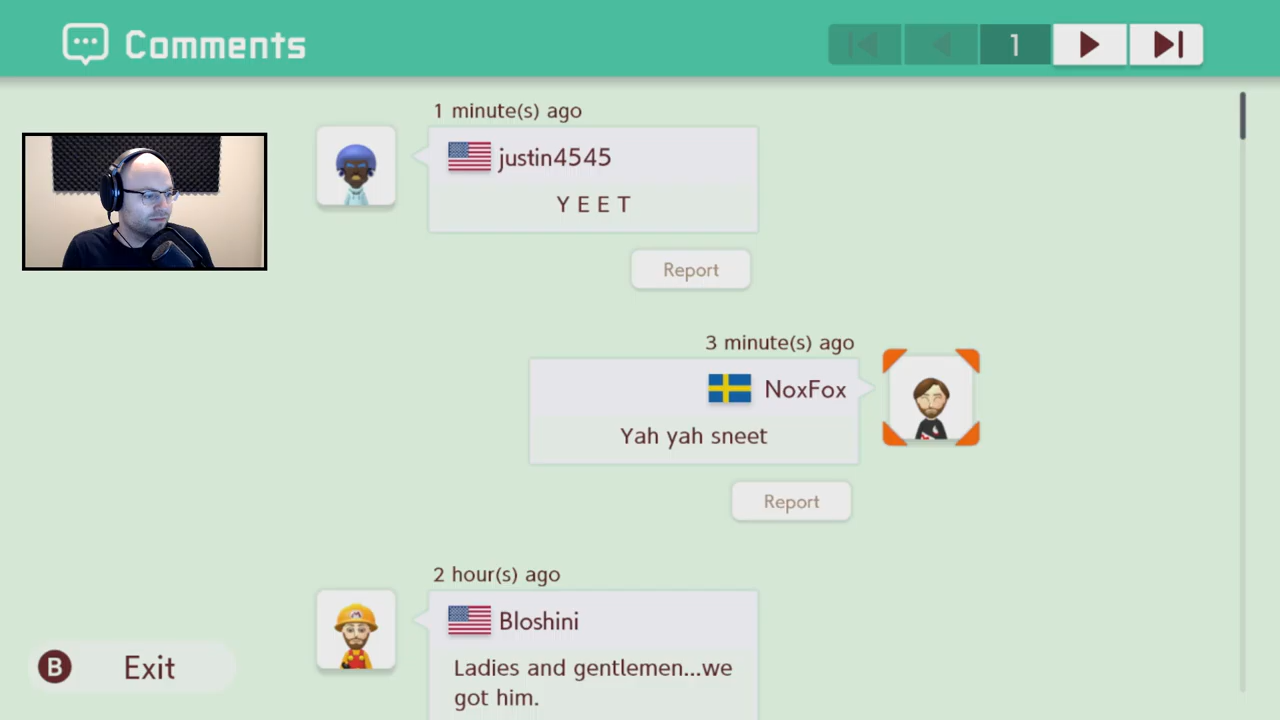 Comments
1
1 minute(s) ago
justin4545
Y E E T
Report
3 minute(s) ago
NoxFox
Yah yah sneet
Report
2 hour(s) ago
Bloshini
Ladies and gentlemen...we
got him.
B Exit